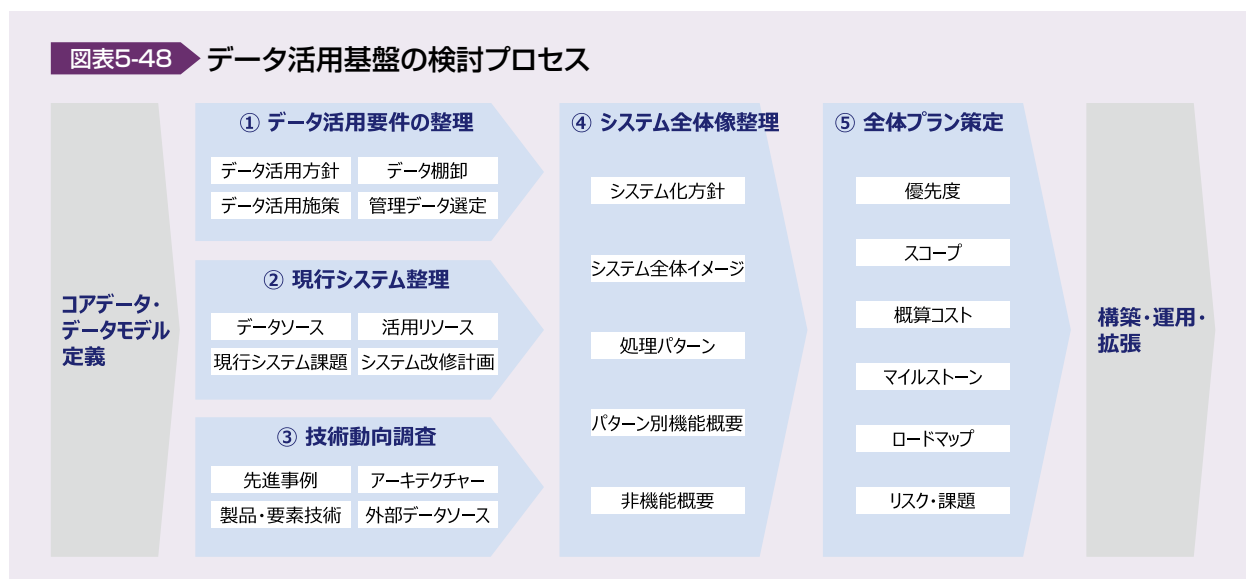 図表5-48 データ活用基盤の検討プロセス
コアデータ・
データモデル
定義
① データ活用要件の整理
データ活用方針 データ棚卸
データ活用施策 管理データ選定
② 現行システム整理
データソース 活用リソース
現行システム課題 システム改修計画
③ 技術動向調査
先進事例 アーキテクチャー
製品・要素技術 外部データソース
④ システム全体像整理
システム化方針
システム全体イメージ
処理パターン
パターン別機能概要
非機能概要
⑤ 全体プラン策定
優先度
スコープ
概算コスト
マイルストーン
ロードマップ
リスク・課題
構築・運用・
拡張